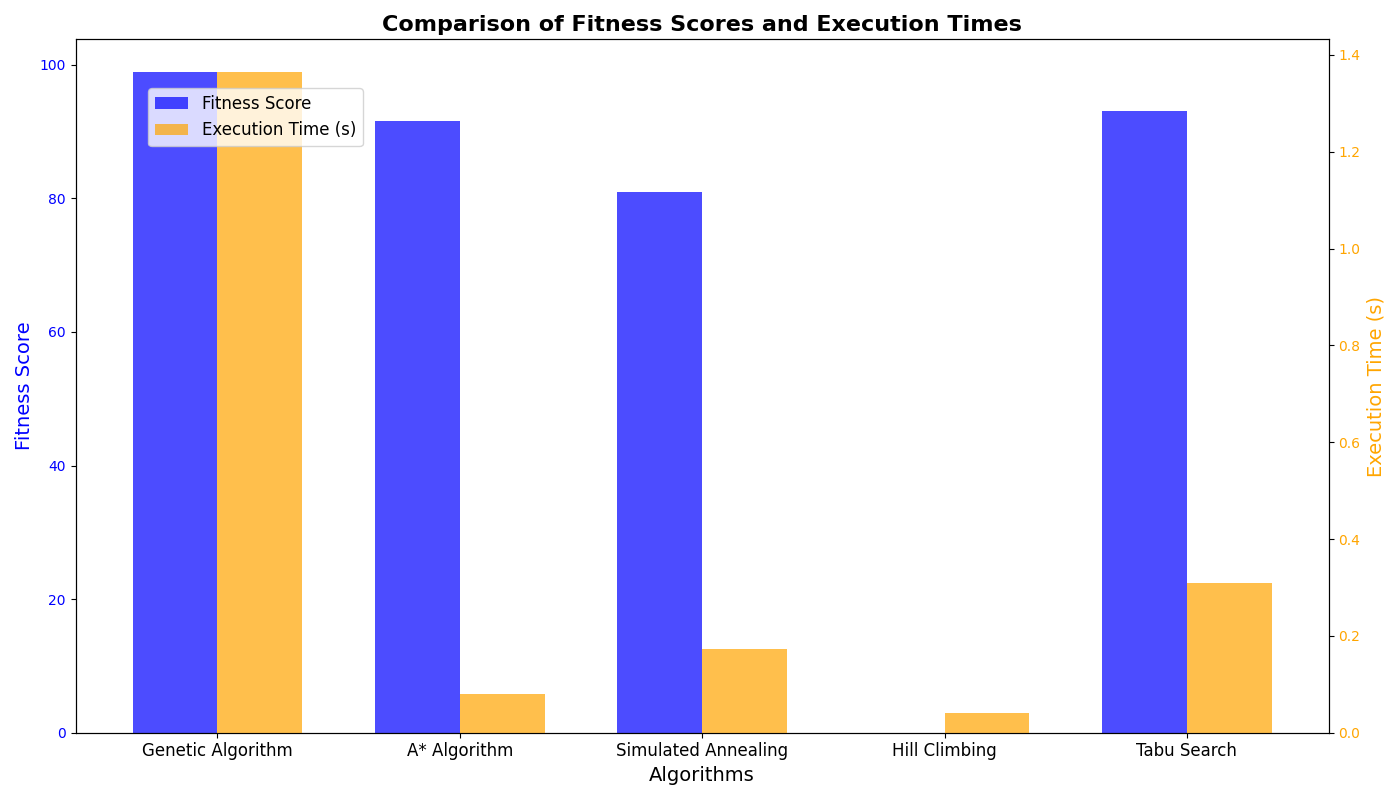 Comparison of Fitness Scores and Execution Times
Fitness Score
Execution Time (s)
100
80
60
40
20
0
Fitness Score
1.4
1.2
1.0
0.8
0.6
0.4
0.2
0.0
Execution Time (s)
Genetic Algorithm
A* Algorithm
Simulated Annealing
Hill Climbing
Tabu Search
Algorithms